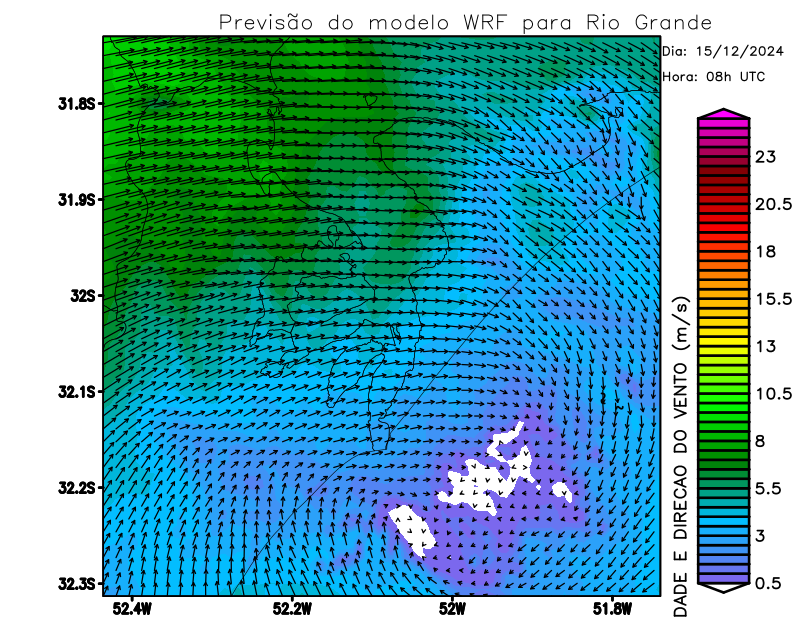 Previsão do modelo WRF para Rio Grande
Dia: 15/12/2024
Hora: 08h UTC
31.8S
31.9S
32S
32.1S
32.2S
32.3S
52.4W
52.2W
52W
51.8W
23
20.5
18
15.5
13
10.5
8
5.5
3
0.5
DADE E DIRECAO DO VENTO (m/s)